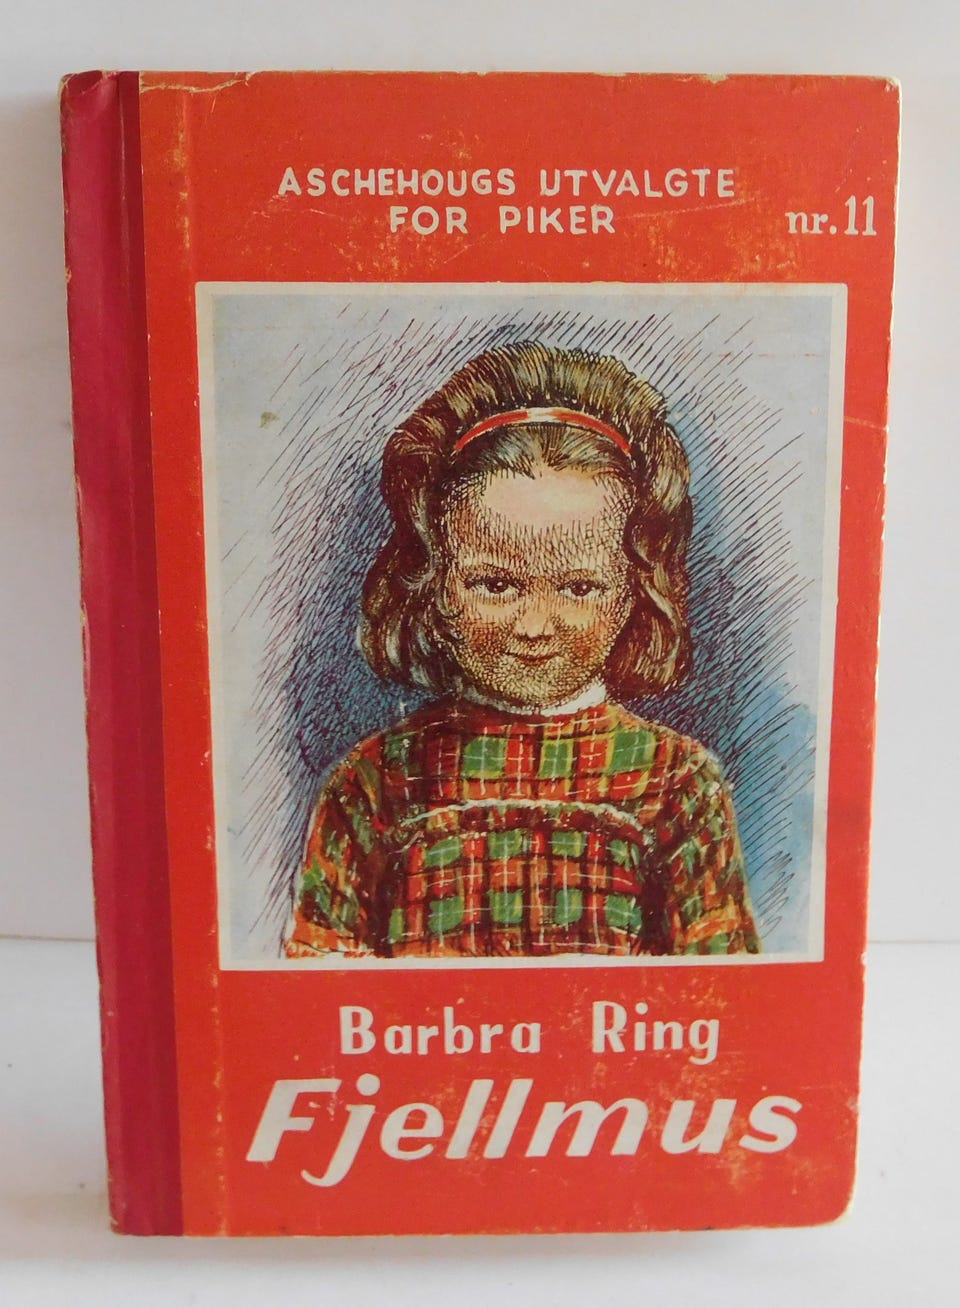 ASCHEHOUGS UTVALGTE
FOR PIKER
nr. 11
Barbra Ring
Fjellmus